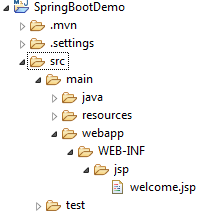 SpringBootDemo
.mvn
.settings
src
main
java
resources
webapp
WEB-INF
jsp
welcome.jsp
test